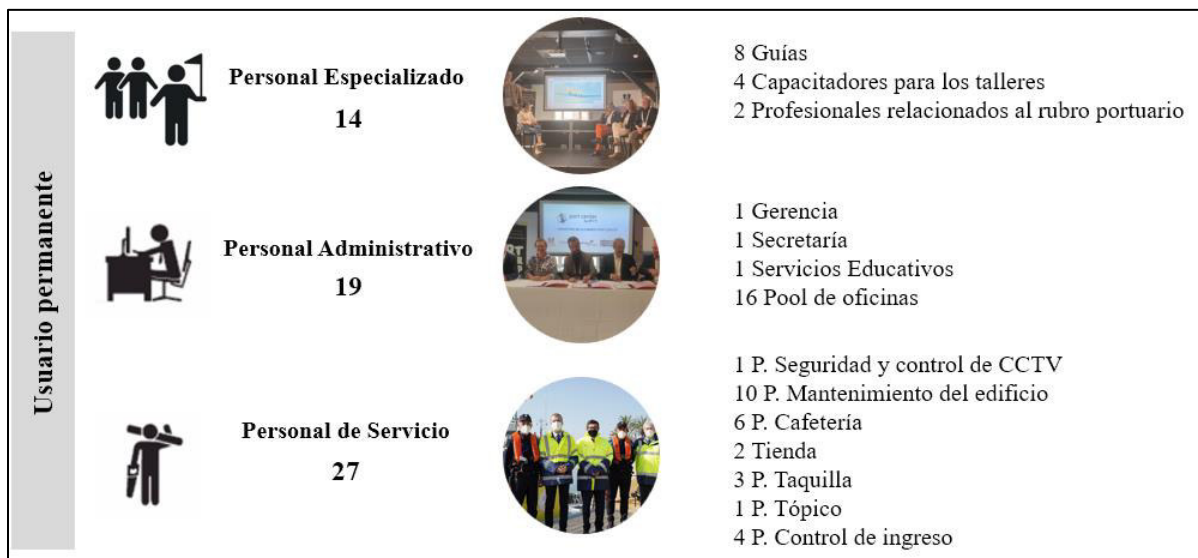 Usuario permanente
Personal Especializado
14
8 Guías
4 Capacitadores para los talleres
2 Profesionales relacionados al rubro portuario
Personal Administrativo
19
port center
1 Gerencia
1 Secretaría
1 Servicios Educativos
16 Pool de oficinas
Personal de Servicio
27
1 P. Seguridad y control de CCTV
10 P. Mantenimiento del edificio
6 P. Cafetería
2 Tienda
3 P. Taquilla
1 P. Tópico
4 P. Control de ingreso